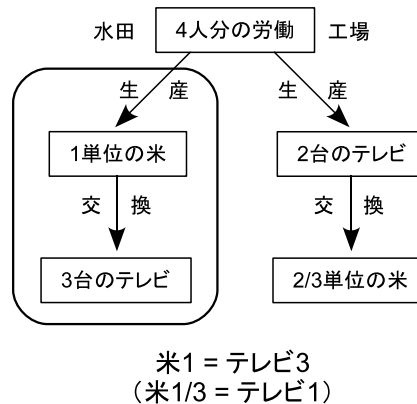 水田 4人分の労働 工場
生 産 生 産
1単位の米 2台のテレビ
交 換 交 換
3台のテレビ 2/3単位の米
米1 = テレビ3
（米1/3 = テレビ1）